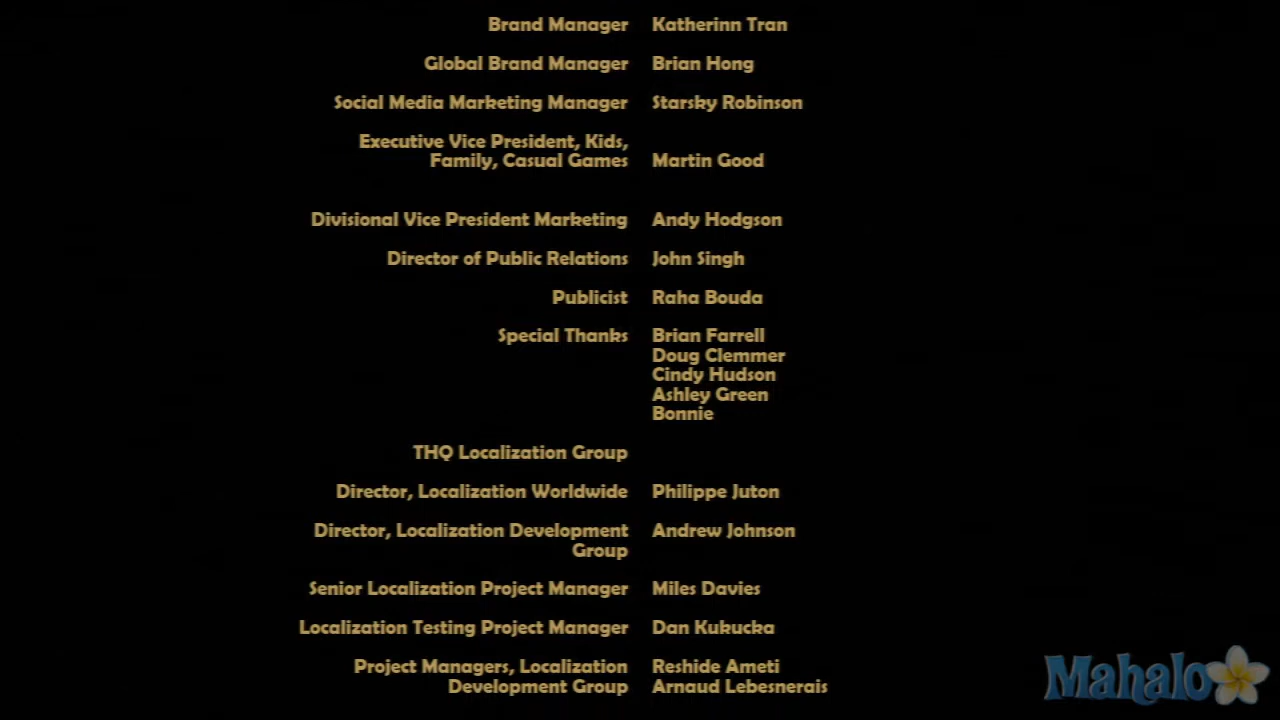 Brand Manager Katherinn Tran
Global Brand Manager Brian Hong
Social Media Marketing Manager Starsky Robinson
Executive Vice President, Kids,
Family, Casual Games Martin Good
Divisional Vice President Marketing Andy Hodgson
Director of Public Relations John Singh
Publicist Raha Bouda
Special Thanks Brian Farrell
Doug Clemmer
Cindy Hudson
Ashley Green
Bonnie
THQ Localization Group
Director, Localization Worldwide Philippe Juton
Director, Localization Development Andrew Johnson
Group
Senior Localization Project Manager Miles Davies
Localization Testing Project Manager Dan Kukucka
Project Managers, Localization Reshide Ameti
Development Group Arnaud Lebesnerais
Mahalo